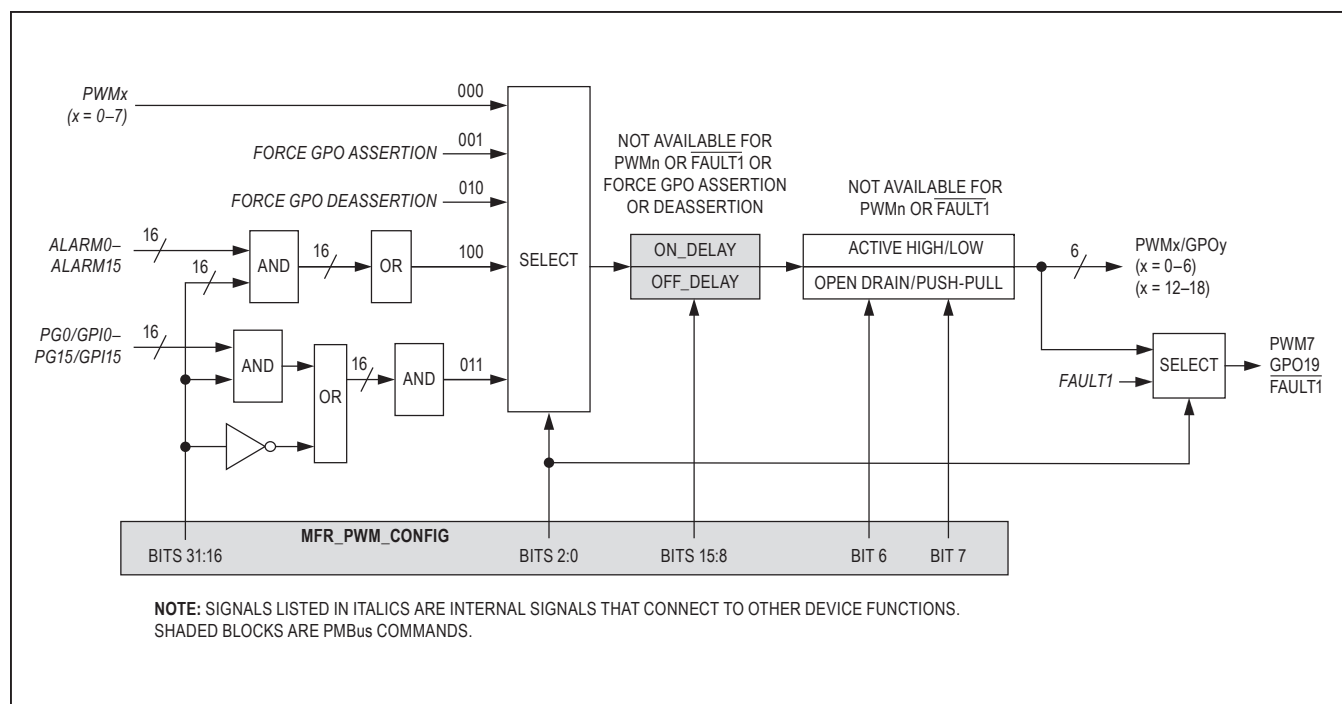 PWMx
(x = 0–7)
000
FORCE GPO ASSERTION
001
FORCE GPO DEASSERTION
010
ALARM0–
ALARM15
16
16
AND
16
OR
100
PG0/GPI0–
PG15/GPI15
16
AND
OR
16
AND
011
SELECT
NOT AVAILABLE FOR
PWMn OR FAULT1 OR
FORCE GPO ASSERTION
OR DEASSERTION
ON_DELAY
OFF_DELAY
NOT AVAILABLE FOR
PWMn OR FAULT1
ACTIVE HIGH/LOW
OPEN DRAIN/PUSH-PULL
6
PWMx/GPOy
(x = 0–6)
(x = 12–18)
FAULT1
SELECT
PWM7
GPO19
FAULT1
MFR_PWM_CONFIG
BITS 31:16
BITS 2:0
BITS 15:8
BIT 6
BIT 7
NOTE: SIGNALS LISTED IN ITALICS ARE INTERNAL SIGNALS THAT CONNECT TO OTHER DEVICE FUNCTIONS.
SHADED BLOCKS ARE PMBus COMMANDS.